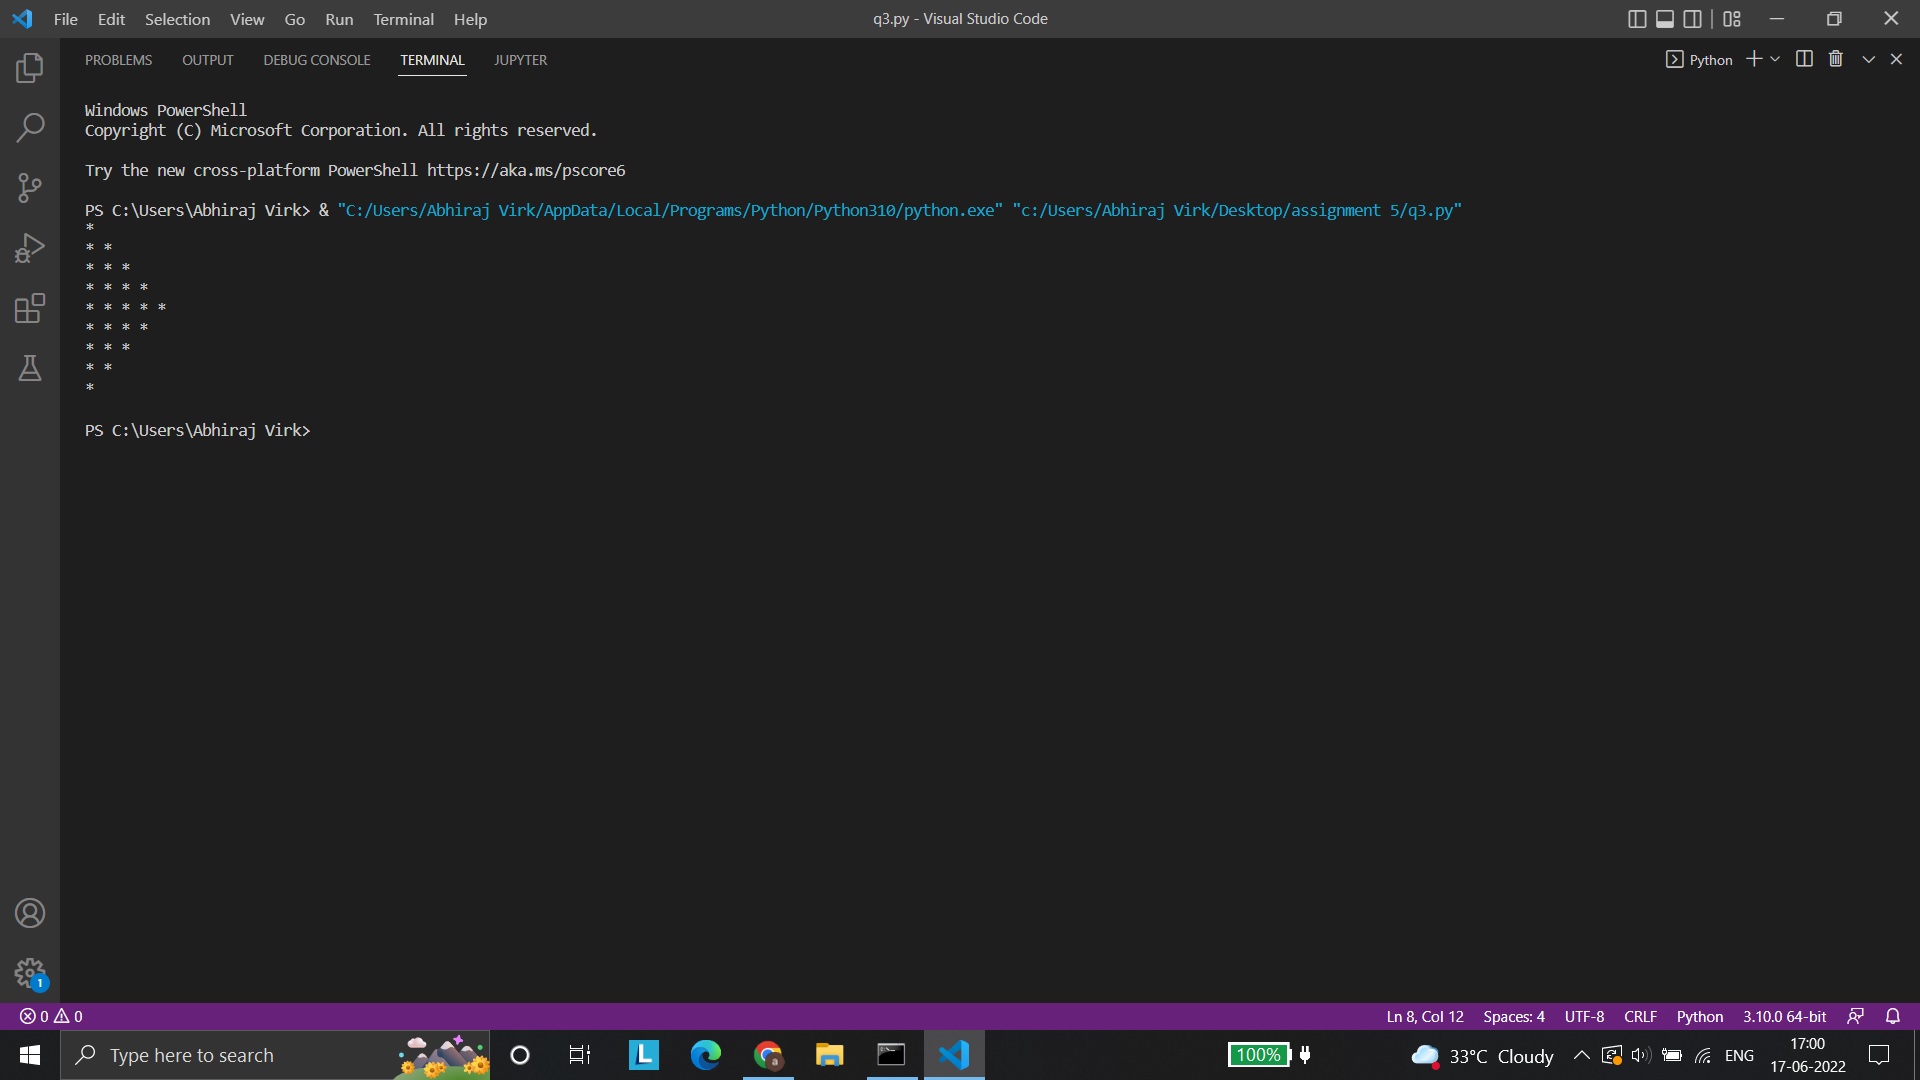 File Edit Selection View Go Run Terminal Help
q3.py - Visual Studio Code
PROBLEMS OUTPUT DEBUG CONSOLE TERMINAL JUPYTER
Python
Windows PowerShell
Copyright (C) Microsoft Corporation. All rights reserved.
Try the new cross-platform PowerShell https://aka.ms/pscore6
PS C:\Users\Abhiraj Virk> & "C:/Users/Abhiraj Virk/AppData/Local/Programs/Python/Python310/python.exe" "c:/Users/Abhiraj Virk/Desktop/assignment 5/q3.py"
*
* *
* * *
* * * *
* * * * *
* * * *
* * *
* *
*
PS C:\Users\Abhiraj Virk>
1
0 0
Ln 8, Col 12 Spaces: 4 UTF-8 CRLF Python 3.10.0 64-bit
Type here to search
L
a
100%
33°C Cloudy
ENG
17:00
17-06-2022